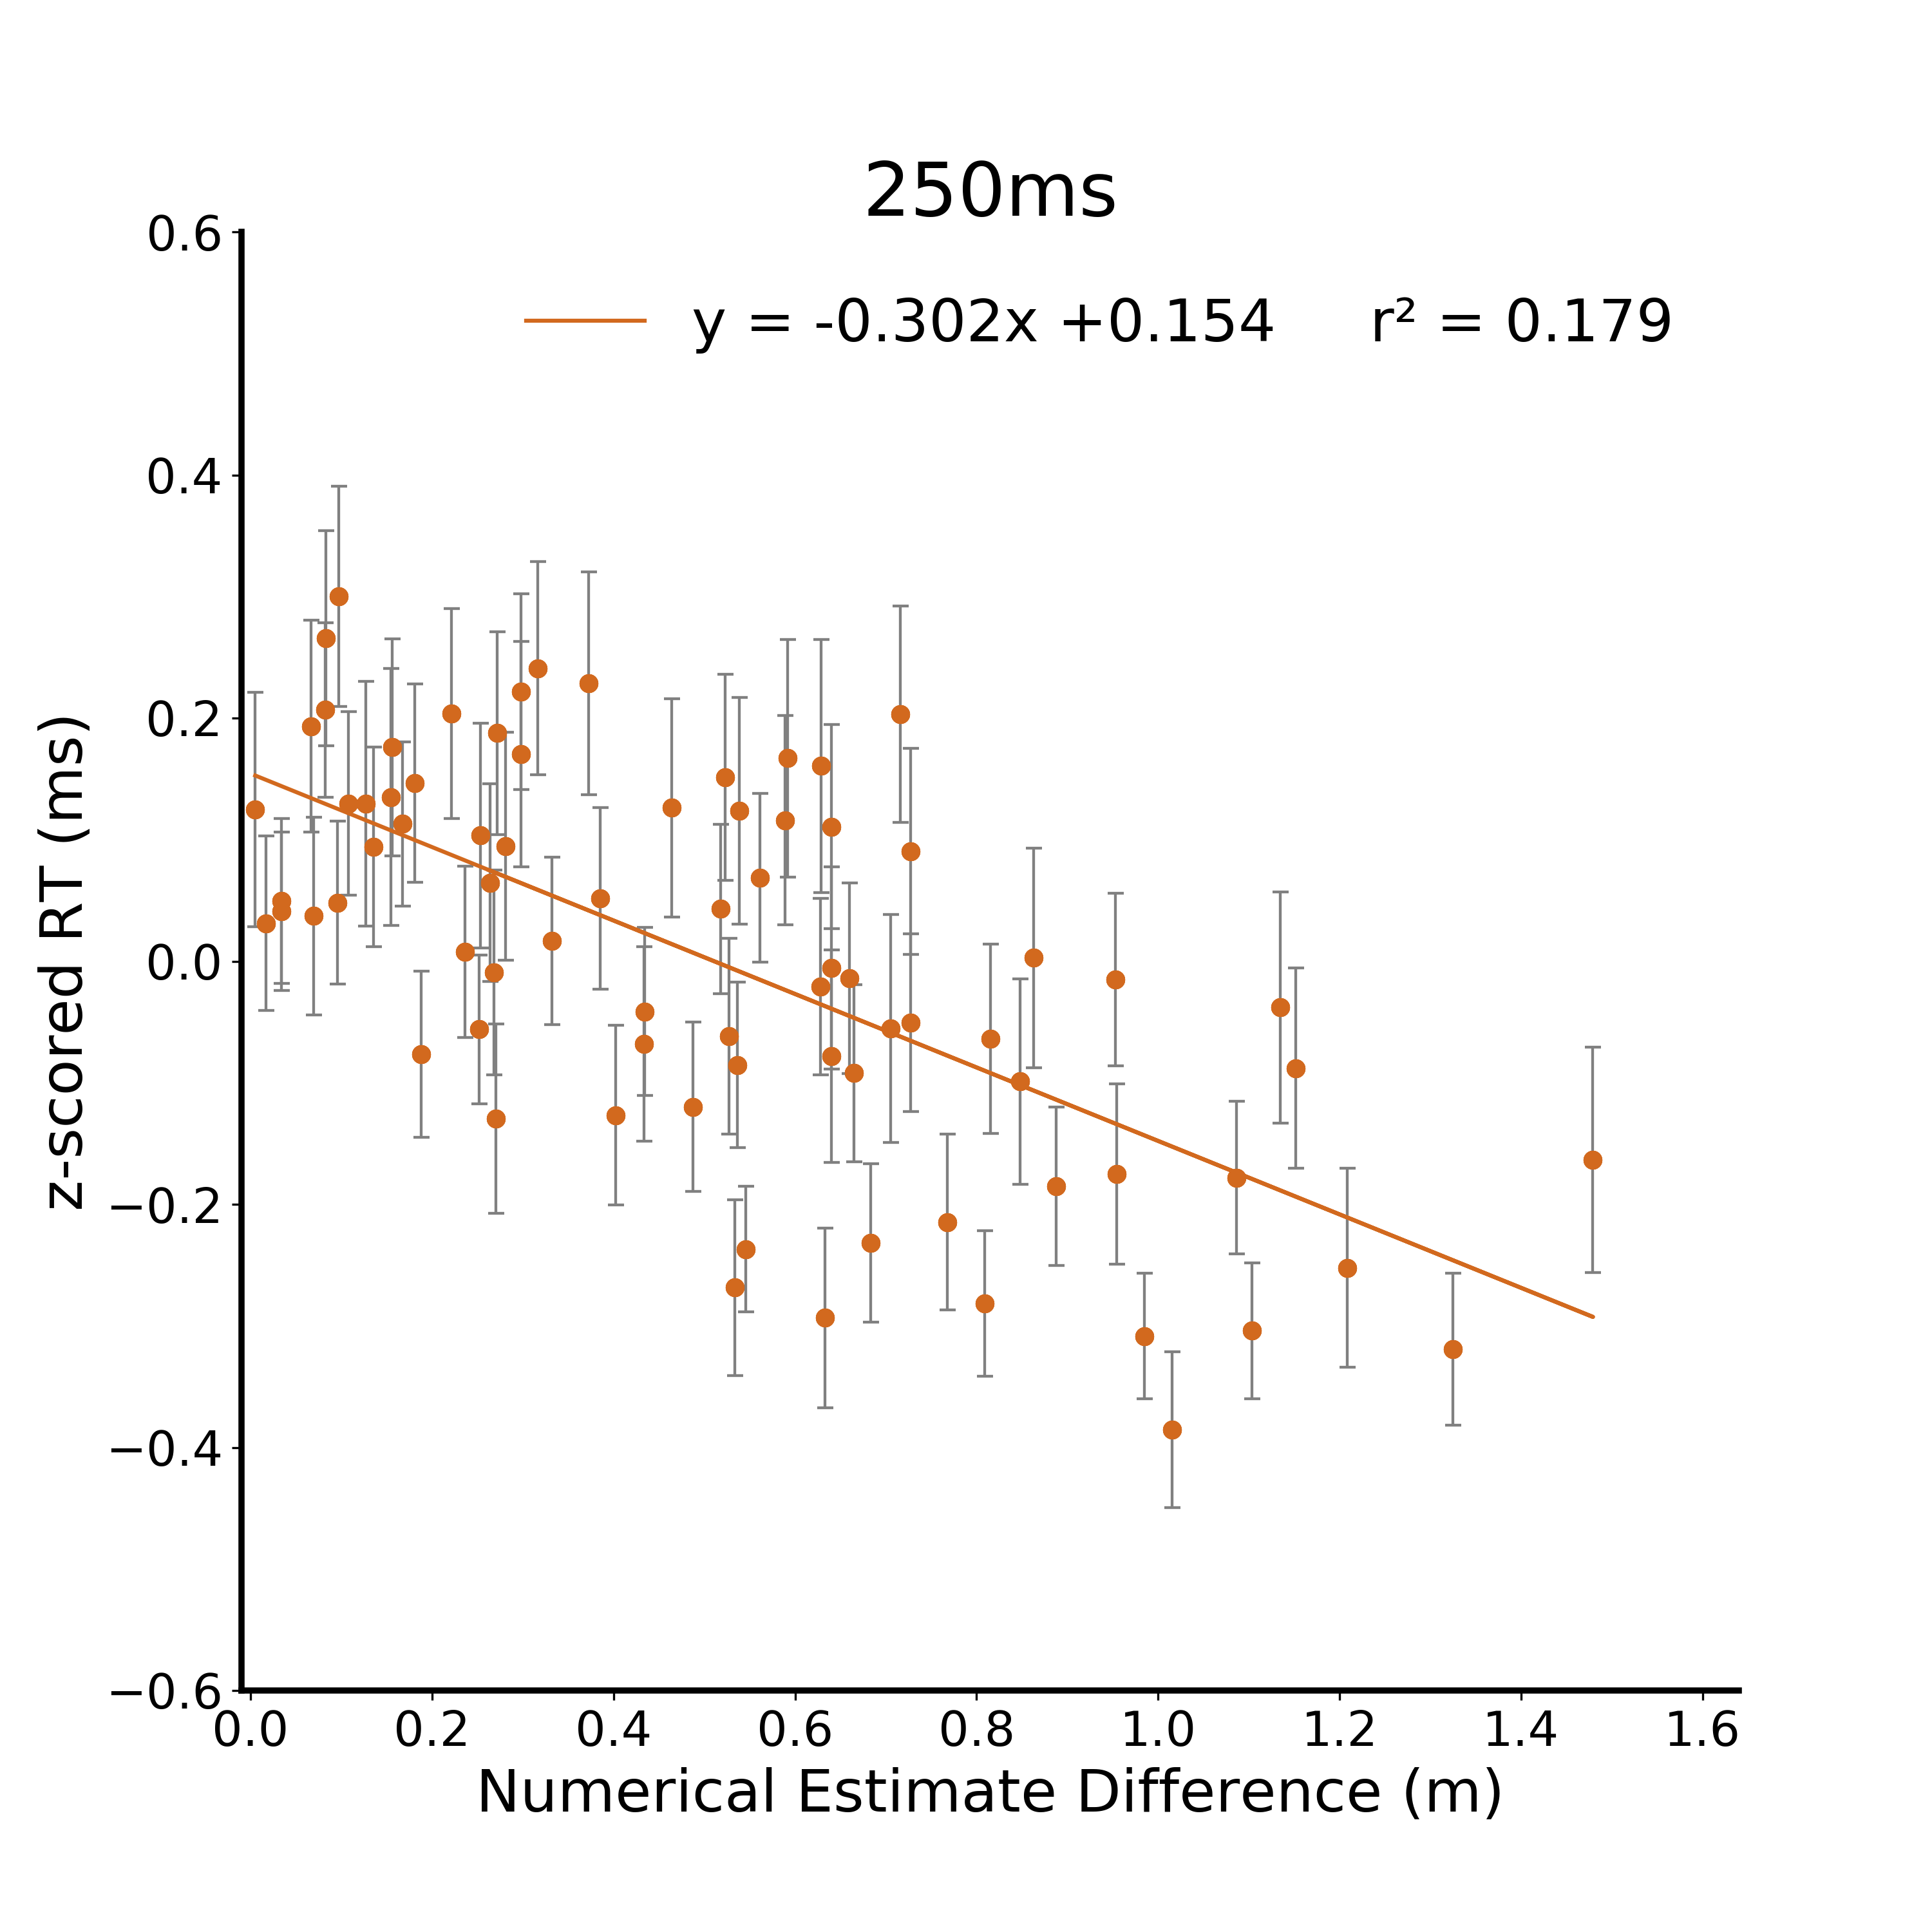 250ms
y = -0.302x +0.154 r² = 0.179
z-scored RT (ms)
0.6
0.4
0.2
0.0
−0.2
−0.4
−0.6
0.0 0.2 0.4 0.6 0.8 1.0 1.2 1.4 1.6
Numerical Estimate Difference (m)